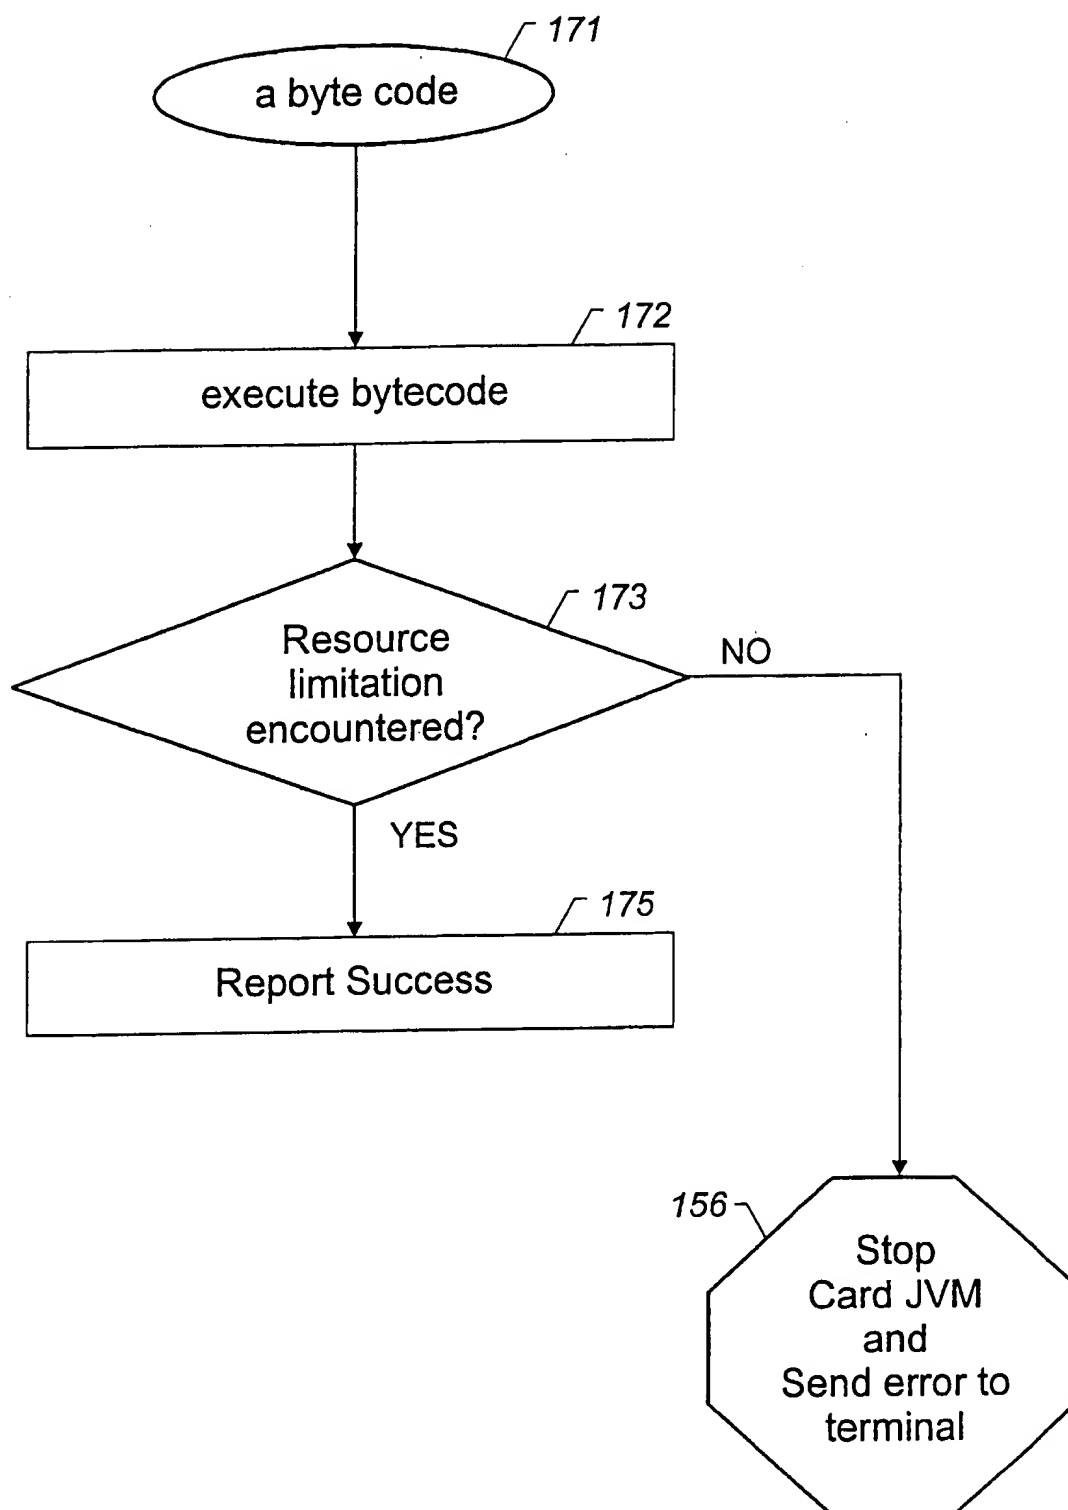 171
a byte code
172
execute bytecode
173
Resource
limitation
encountered?
NO
YES
175
Report Success
156
Stop
Card JVM
and
Send error to
terminal